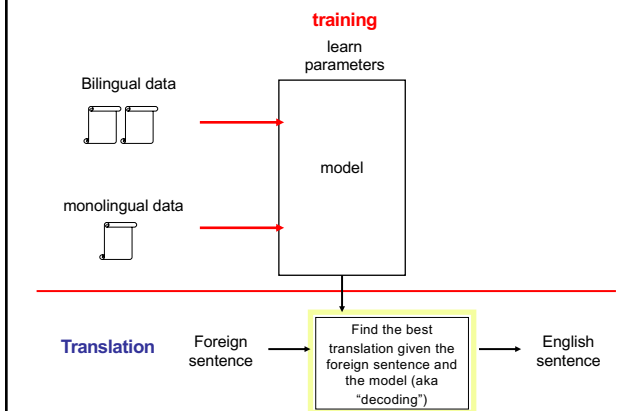 training
learn
parameters
Bilingual data
model
monolingual data
Translation
Foreign
sentence
Find the best
translation given the
foreign sentence and
the model (aka
“decoding”)
English
sentence